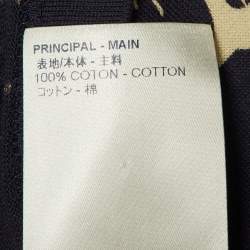 PRINCIPAL - MAIN
表地/本体 - 主料
100% COTON - COTTON
コットン - 棉